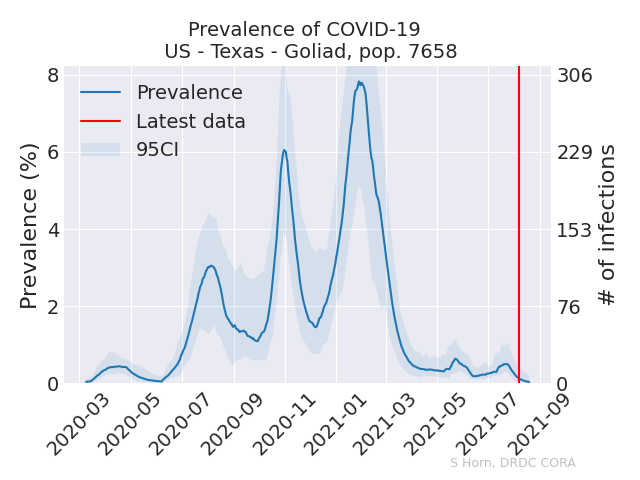 Prevalence of COVID-19
US - Texas - Goliad, pop. 7658
Prevalence
Latest data
95CI
Prevalence (%)
8
6
4
2
0
306
229
153
76
0
# of infections
2020-03
2020-05
2020-07
2020-09
2020-11
2021-01
2021-03
2021-05
2021-07
2021-09
S Horn, DRDC CORA